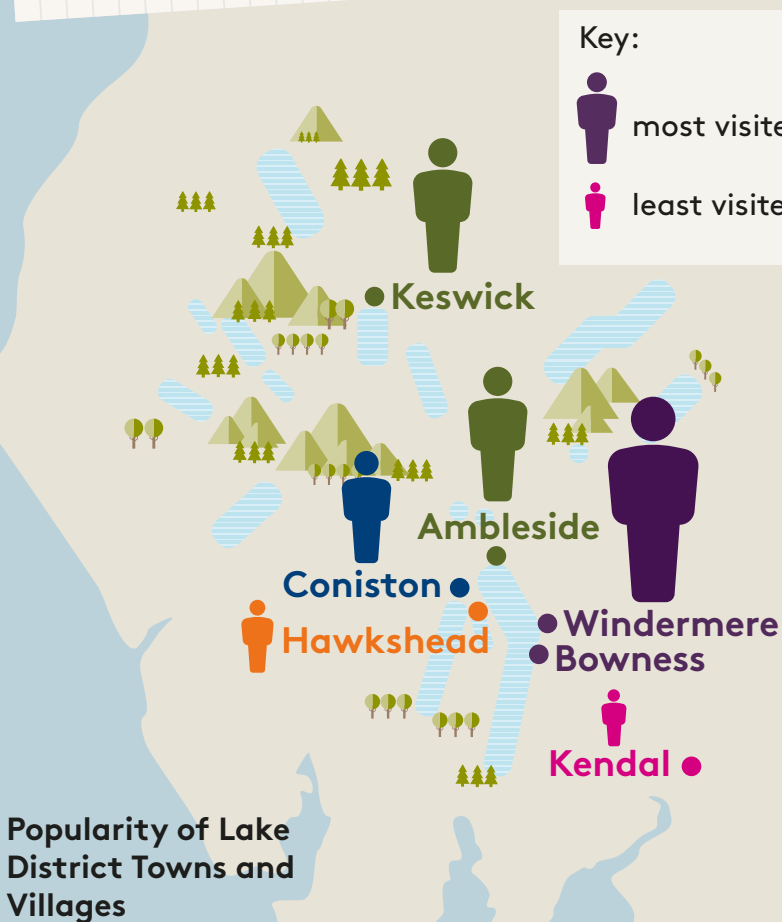 Key:
most visite
least visite
Keswick
Ambleside
Coniston
Hawkshead
Windermere
Bowness
Kendal
Popularity of Lake
District Towns and
Villages